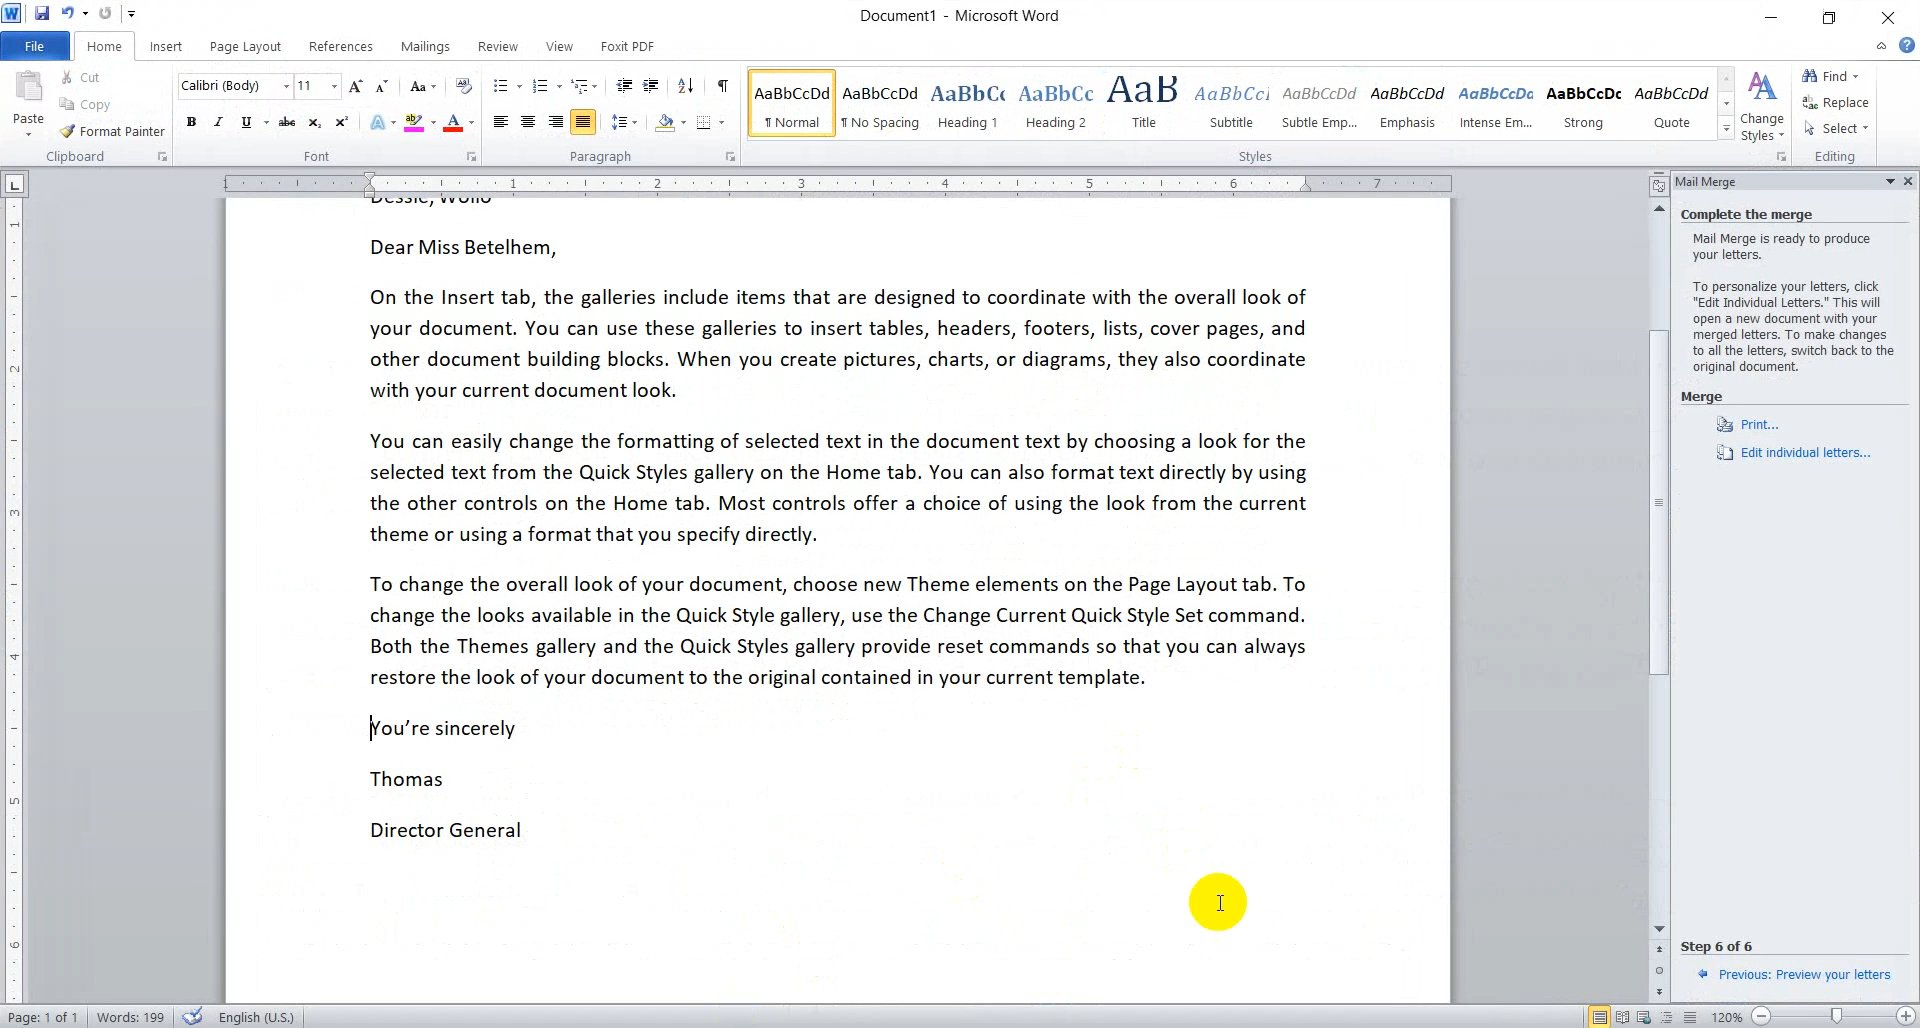 Document1 - Microsoft Word
File Home Insert Page Layout References Mailings Review View Foxit PDF
Cut
Copy
Format Painter
Paste
Clipboard
Calibri (Body) 11
Font
Paragraph
AaBbCcDd AaBbCcDd AaBbCc AaBbCc AaB AaBbCcI AaBbCcDd AaBbCcDd AaBbCcDd AaBbCcDc AaBbCcDd
¶ Normal ¶ No Spacing Heading 1 Heading 2 Title Subtitle Subtle Emp... Emphasis Intense Em... Strong Quote
Styles
Change
Styles
Find
Replace
Select
Editing
1 1 2 3 4 5 6 7
Dessie, Wollo
Dear Miss Betelhem,
On the Insert tab, the galleries include items that are designed to coordinate with the overall look of
your document. You can use these galleries to insert tables, headers, footers, lists, cover pages, and
other document building blocks. When you create pictures, charts, or diagrams, they also coordinate
with your current document look.
You can easily change the formatting of selected text in the document text by choosing a look for the
selected text from the Quick Styles gallery on the Home tab. You can also format text directly by using
the other controls on the Home tab. Most controls offer a choice of using the look from the current
theme or using a format that you specify directly.
To change the overall look of your document, choose new Theme elements on the Page Layout tab. To
change the looks available in the Quick Style gallery, use the Change Current Quick Style Set command.
Both the Themes gallery and the Quick Styles gallery provide reset commands so that you can always
restore the look of your document to the original contained in your current template.
You’re sincerely
Thomas
Director General
Mail Merge
Complete the merge
Mail Merge is ready to produce
your letters.
To personalize your letters, click
"Edit Individual Letters." This will
open a new document with your
merged letters. To make changes
to all the letters, switch back to the
original document.
Merge
Print...
Edit individual letters...
Step 6 of 6
Previous: Preview your letters
Page: 1 of 1 Words: 199 English (U.S.) 120%